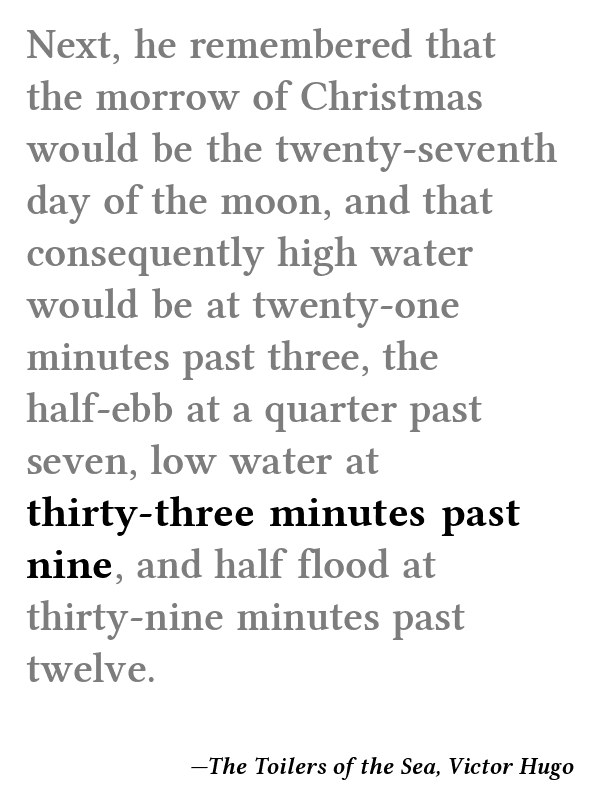 Next, he remembered that
the morrow of Christmas
would be the twenty-seventh
day of the moon, and that
consequently high water
would be at twenty-one
minutes past three, the
half-ebb at a quarter past
seven, low water at
thirty-three minutes past
nine, and half flood at
thirty-nine minutes past
twelve.
—The Toilers of the Sea, Victor Hugo